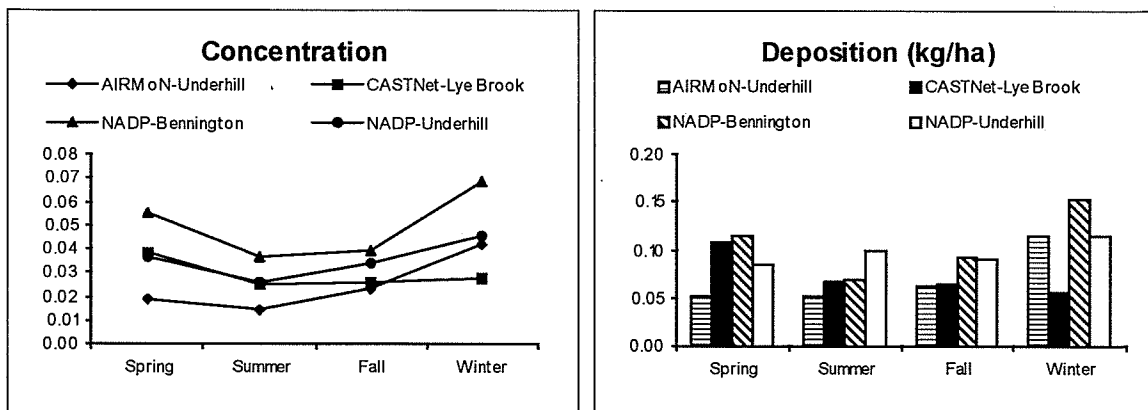 Concentration
AIRMoN-Underhill CASTNet-Lye Brook
NADP-Bennington NADP-Underhill
0.08
0.07
0.06
0.05
0.04
0.03
0.02
0.01
0.00
Spring Summer Fall Winter
Deposition (kg/ha)
AIRMoN-Underhill CASTNet-Lye Brook
NADP-Bennington NADP-Underhill
0.20
0.15
0.10
0.05
0.00
Spring Summer Fall Winter